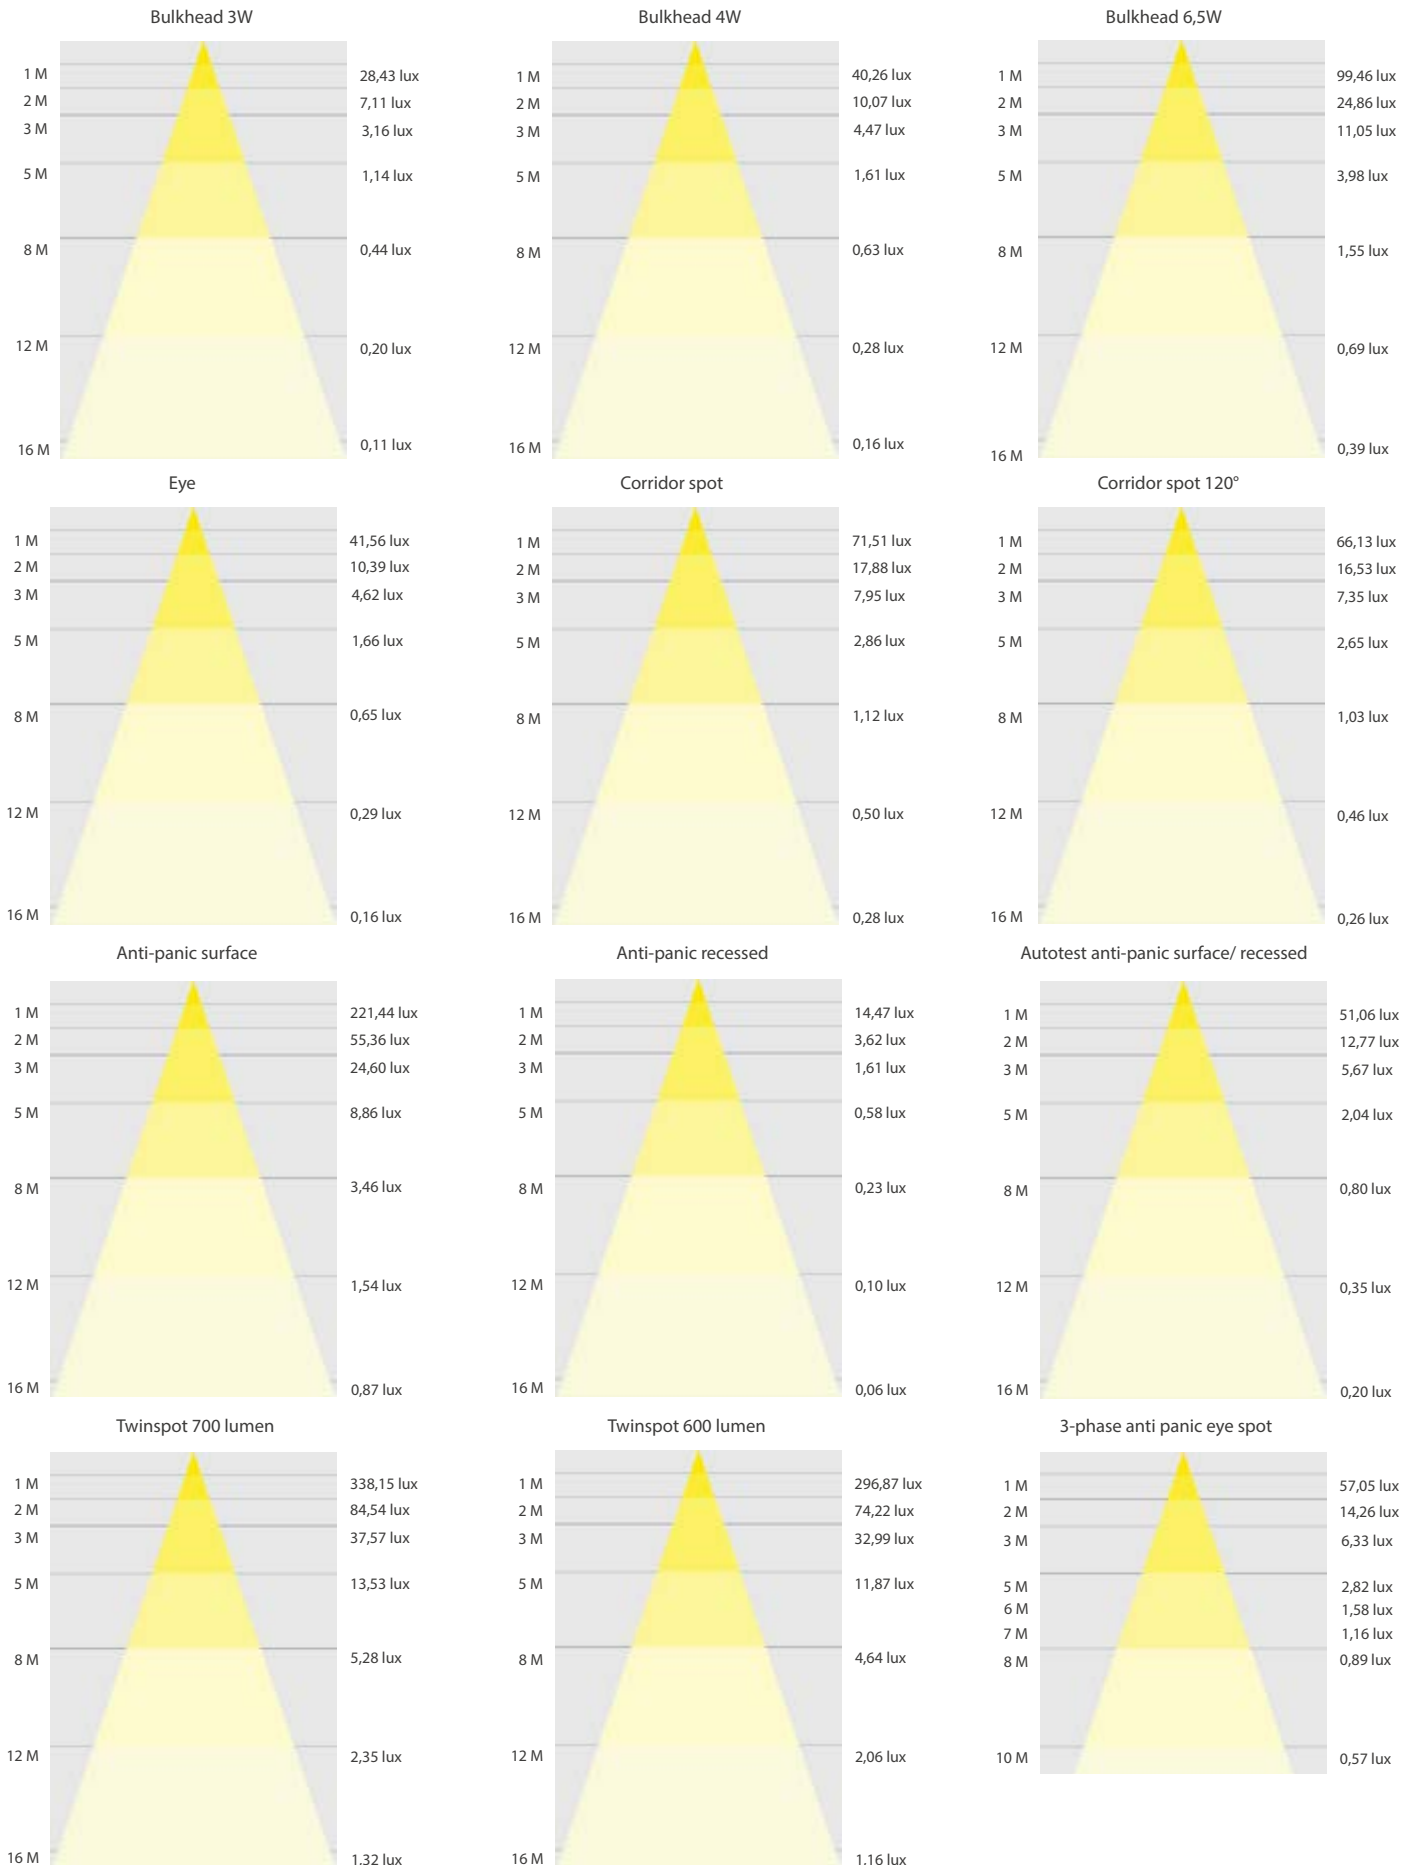 Bulkhead 3W
1 M 28,43 lux
2 M 7,11 lux
3 M 3,16 lux
5 M 1,14 lux
8 M 0,44 lux
12 M 0,20 lux
16 M 0,11 lux
Bulkhead 4W
1 M 40,26 lux
2 M 10,07 lux
3 M 4,47 lux
5 M 1,61 lux
8 M 0,63 lux
12 M 0,28 lux
16 M 0,16 lux
Bulkhead 6,5W
1 M 99,46 lux
2 M 24,86 lux
3 M 11,05 lux
5 M 3,98 lux
8 M 1,55 lux
12 M 0,69 lux
16 M 0,39 lux
Eye
1 M 41,56 lux
2 M 10,39 lux
3 M 4,62 lux
5 M 1,66 lux
8 M 0,65 lux
12 M 0,29 lux
16 M 0,16 lux
Corridor spot
1 M 71,51 lux
2 M 17,88 lux
3 M 7,95 lux
5 M 2,86 lux
8 M 1,12 lux
12 M 0,50 lux
16 M 0,28 lux
Corridor spot 120°
1 M 66,13 lux
2 M 16,53 lux
3 M 7,35 lux
5 M 2,65 lux
8 M 1,03 lux
12 M 0,46 lux
16 M 0,26 lux
Anti-panic surface
1 M 221,44 lux
2 M 55,36 lux
3 M 24,60 lux
5 M 8,86 lux
8 M 3,46 lux
12 M 1,54 lux
16 M 0,87 lux
Anti-panic recessed
1 M 14,47 lux
2 M 3,62 lux
3 M 1,61 lux
5 M 0,58 lux
8 M 0,23 lux
12 M 0,10 lux
16 M 0,06 lux
Autotest anti-panic surface/ recessed
1 M 51,06 lux
2 M 12,77 lux
3 M 5,67 lux
5 M 2,04 lux
8 M 0,80 lux
12 M 0,35 lux
16 M 0,20 lux
Twinspot 700 lumen
1 M 338,15 lux
2 M 84,54 lux
3 M 37,57 lux
5 M 13,53 lux
8 M 5,28 lux
12 M 2,35 lux
16 M 1,32 lux
Twinspot 600 lumen
1 M 296,87 lux
2 M 74,22 lux
3 M 32,99 lux
5 M 11,87 lux
8 M 4,64 lux
12 M 2,06 lux
16 M 1,16 lux
3-phase anti panic eye spot
1 M 57,05 lux
2 M 14,26 lux
3 M 6,33 lux
5 M 2,82 lux
6 M 1,58 lux
7 M 1,16 lux
8 M 0,89 lux
10 M 0,57 lux